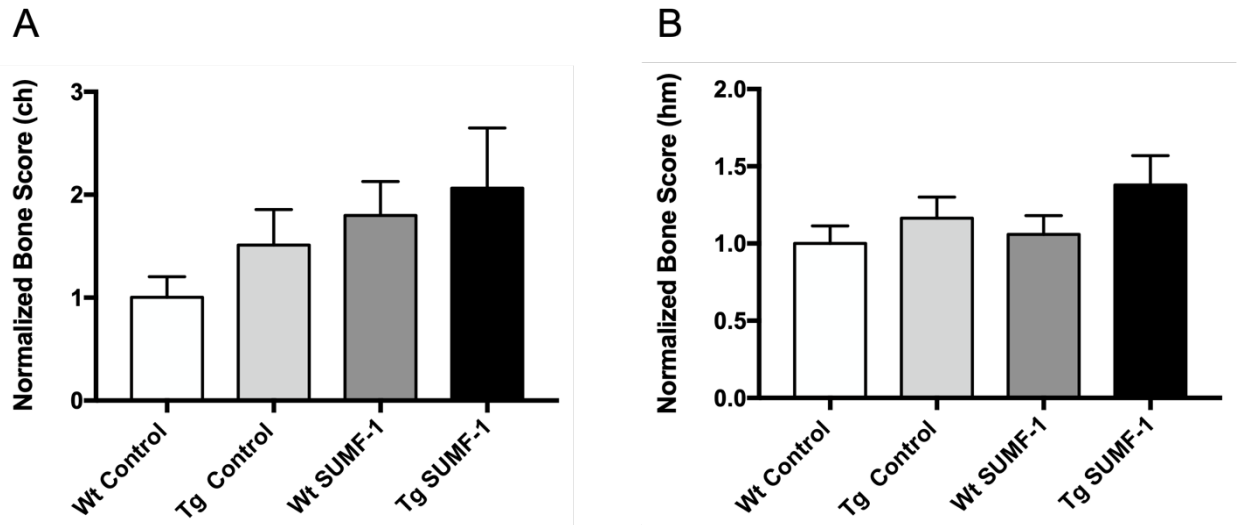 A
Normalized Bone Score (ch)
3
2
1
0
Wt Control
Tg Control
Wt SUMF-1
Tg SUMF-1
B
Normalized Bone Score (hm)
2.0
1.5
1.0
0.5
0.0
Wt Control
Tg Control
Wt SUMF-1
Tg SUMF-1